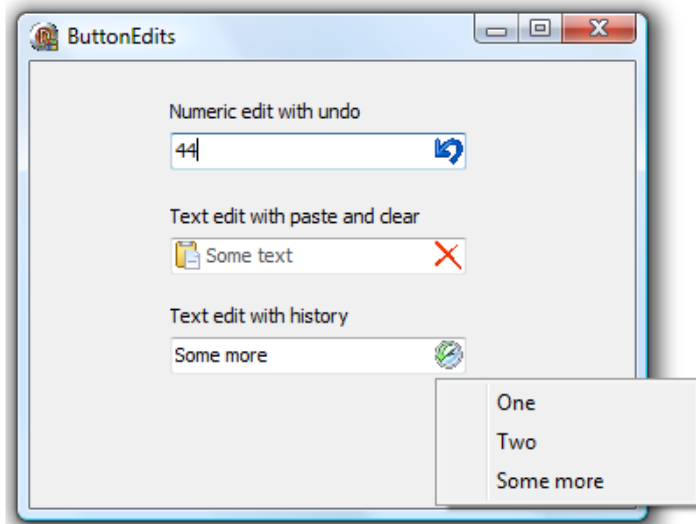 ButtonEdits
Numeric edit with undo
44
Text edit with paste and clear
Some text
Text edit with history
Some more
One
Two
Some more